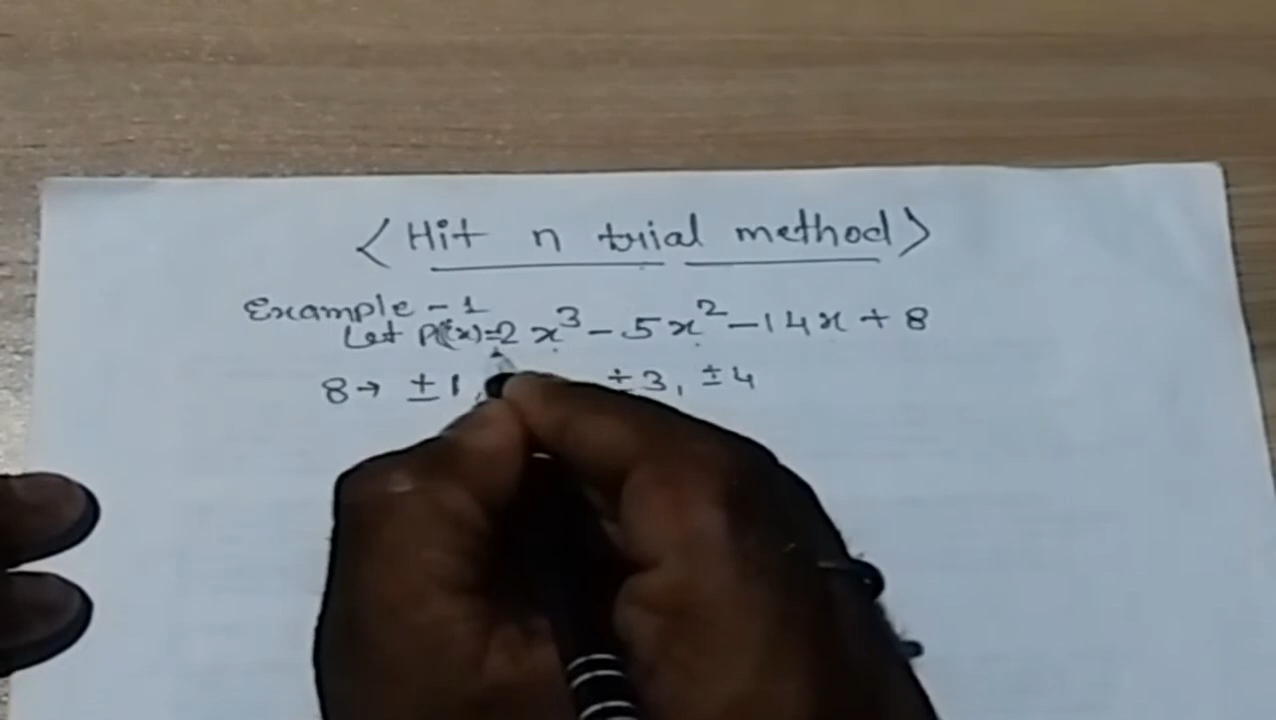 <Hit n trial method>
Example - 1
Let P(x)=2x³ - 5x² - 14x + 8
8→ ±1, ±3, ±4